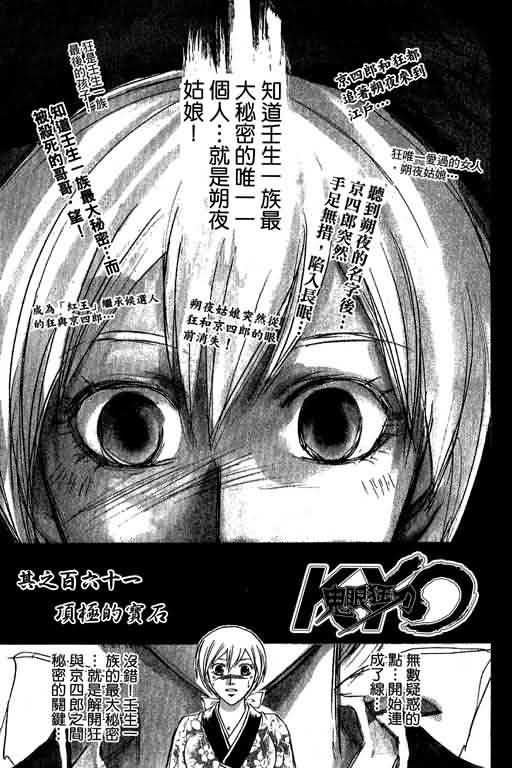 京四郎和狂都
追著朔夜來到
江戶…
狂唯一愛過的女人
，朔夜姑娘…
知道壬生一族最
大秘密的唯一一
個人…就是朔夜
姑娘！
狂是壬生一族
最後的孩子！
聽到朔夜的名字後…
京四郎突然
手足無措，陷入長眠…
知道壬生一族最大秘密…而
被殺死的哥哥，望！
朔夜姑娘突然從
狂和京四郎的眼
前消失！
成為「紅王」繼承候選人
的狂與京四郎…
其之百六十一
頂極的寶石
KYO
鬼眼狂刀
無數疑惑的
點…開始連
成了線…
沒錯！壬生一
族的最大秘密
…就是解開狂
與京四郎之間
秘密的關鍵…